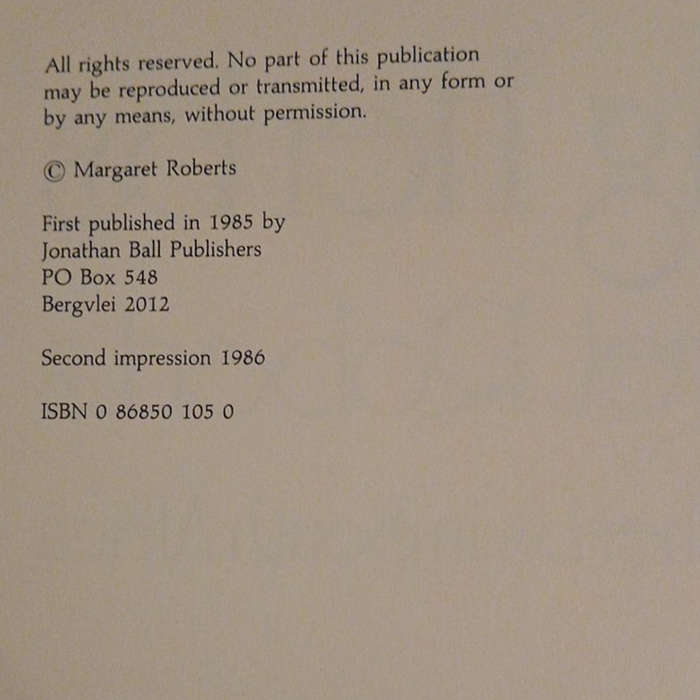 All rights reserved. No part of this publication
may be reproduced or transmitted, in any form or
by any means, without permission.
© Margaret Roberts
First published in 1985 by
Jonathan Ball Publishers
PO Box 548
Bergvlei 2012
Second impression 1986
ISBN 0 86850 105 0